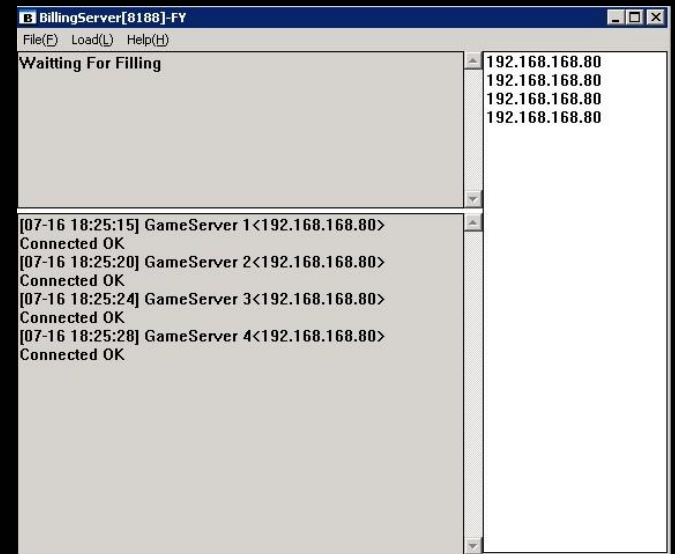 B BillingServer[8188]-FY
File(F) Load(L) Help(H)
Waitting For Filling
192.168.168.80
192.168.168.80
192.168.168.80
192.168.168.80
[07-16 18:25:15] GameServer 1<192.168.168.80>
Connected OK
[07-16 18:25:20] GameServer 2<192.168.168.80>
Connected OK
[07-16 18:25:24] GameServer 3<192.168.168.80>
Connected OK
[07-16 18:25:28] GameServer 4<192.168.168.80>
Connected OK